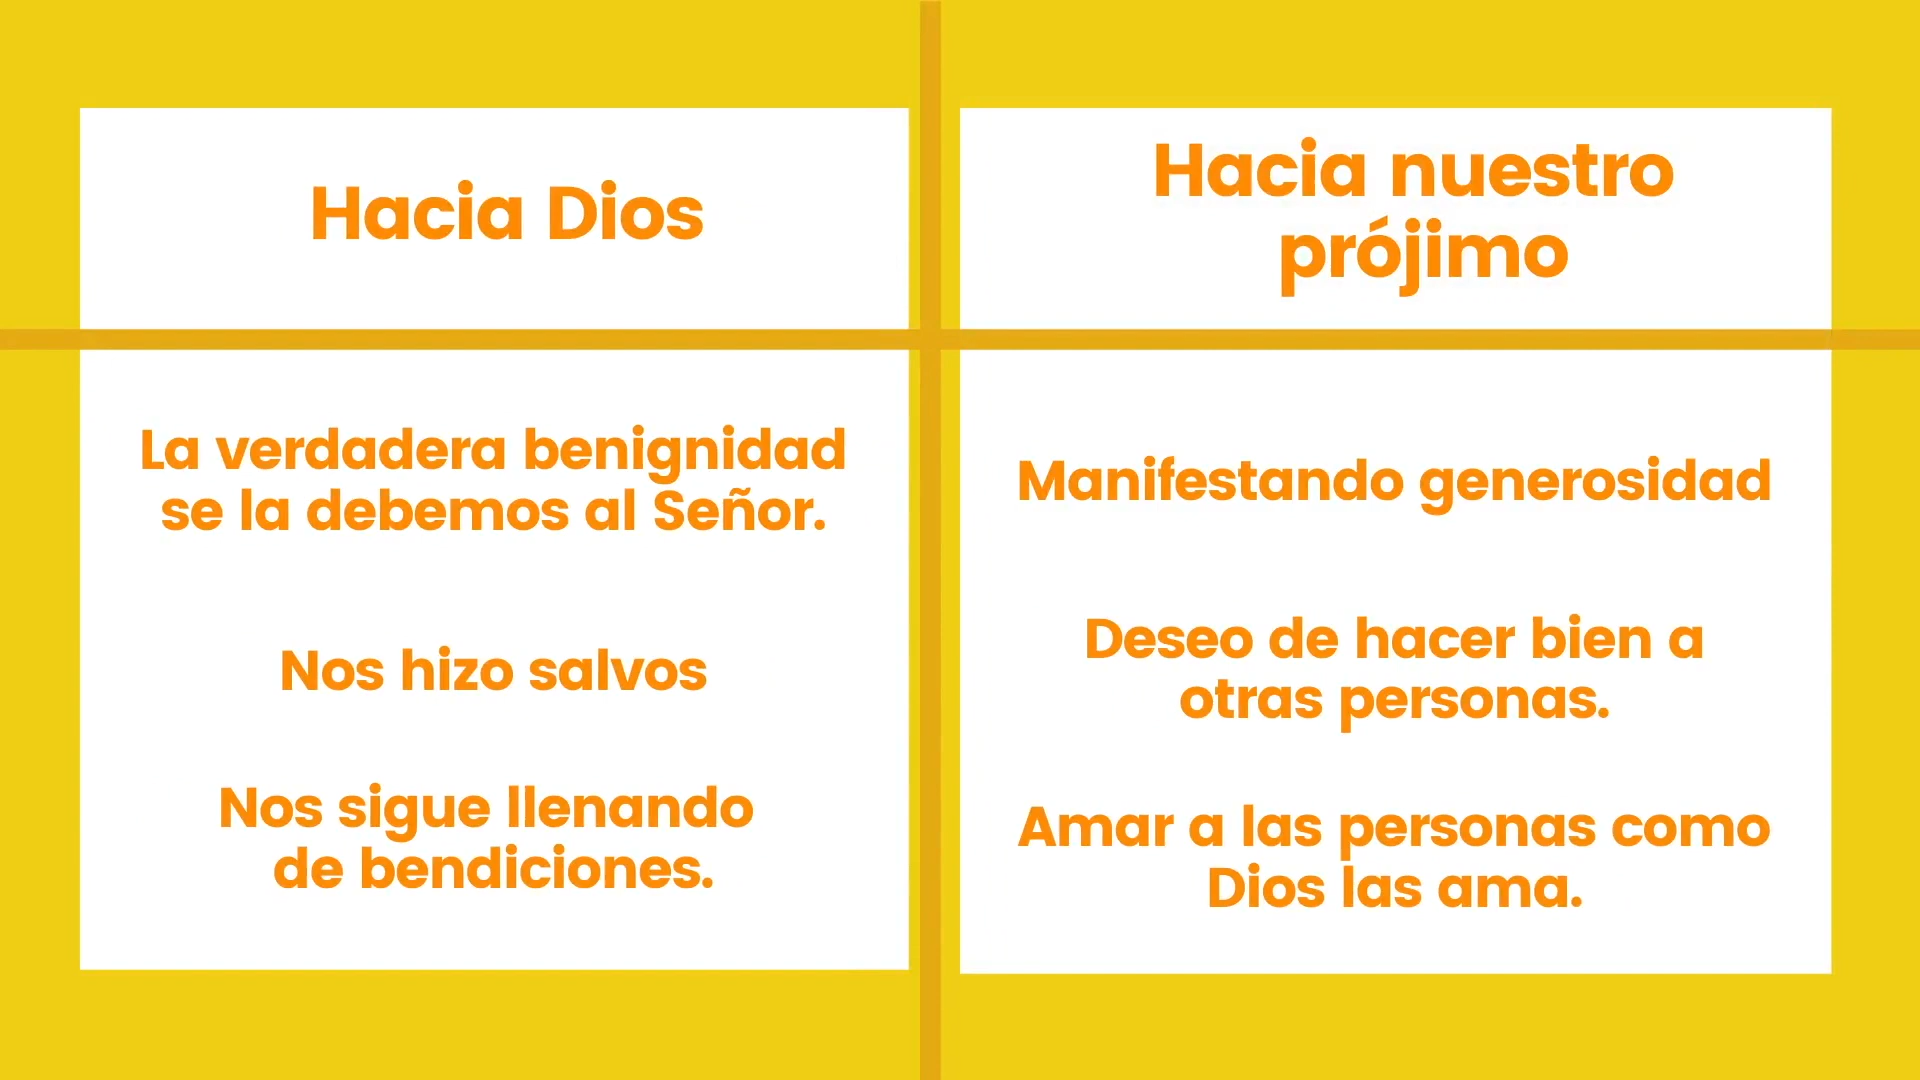 Hacia Dios
La verdadera benignidad
se la debemos al Señor.
Nos hizo salvos
Nos sigue llenando
de bendiciones.
Hacia nuestro
prójimo
Manifestando generosidad
Deseo de hacer bien a
otras personas.
Amar a las personas como
Dios las ama.